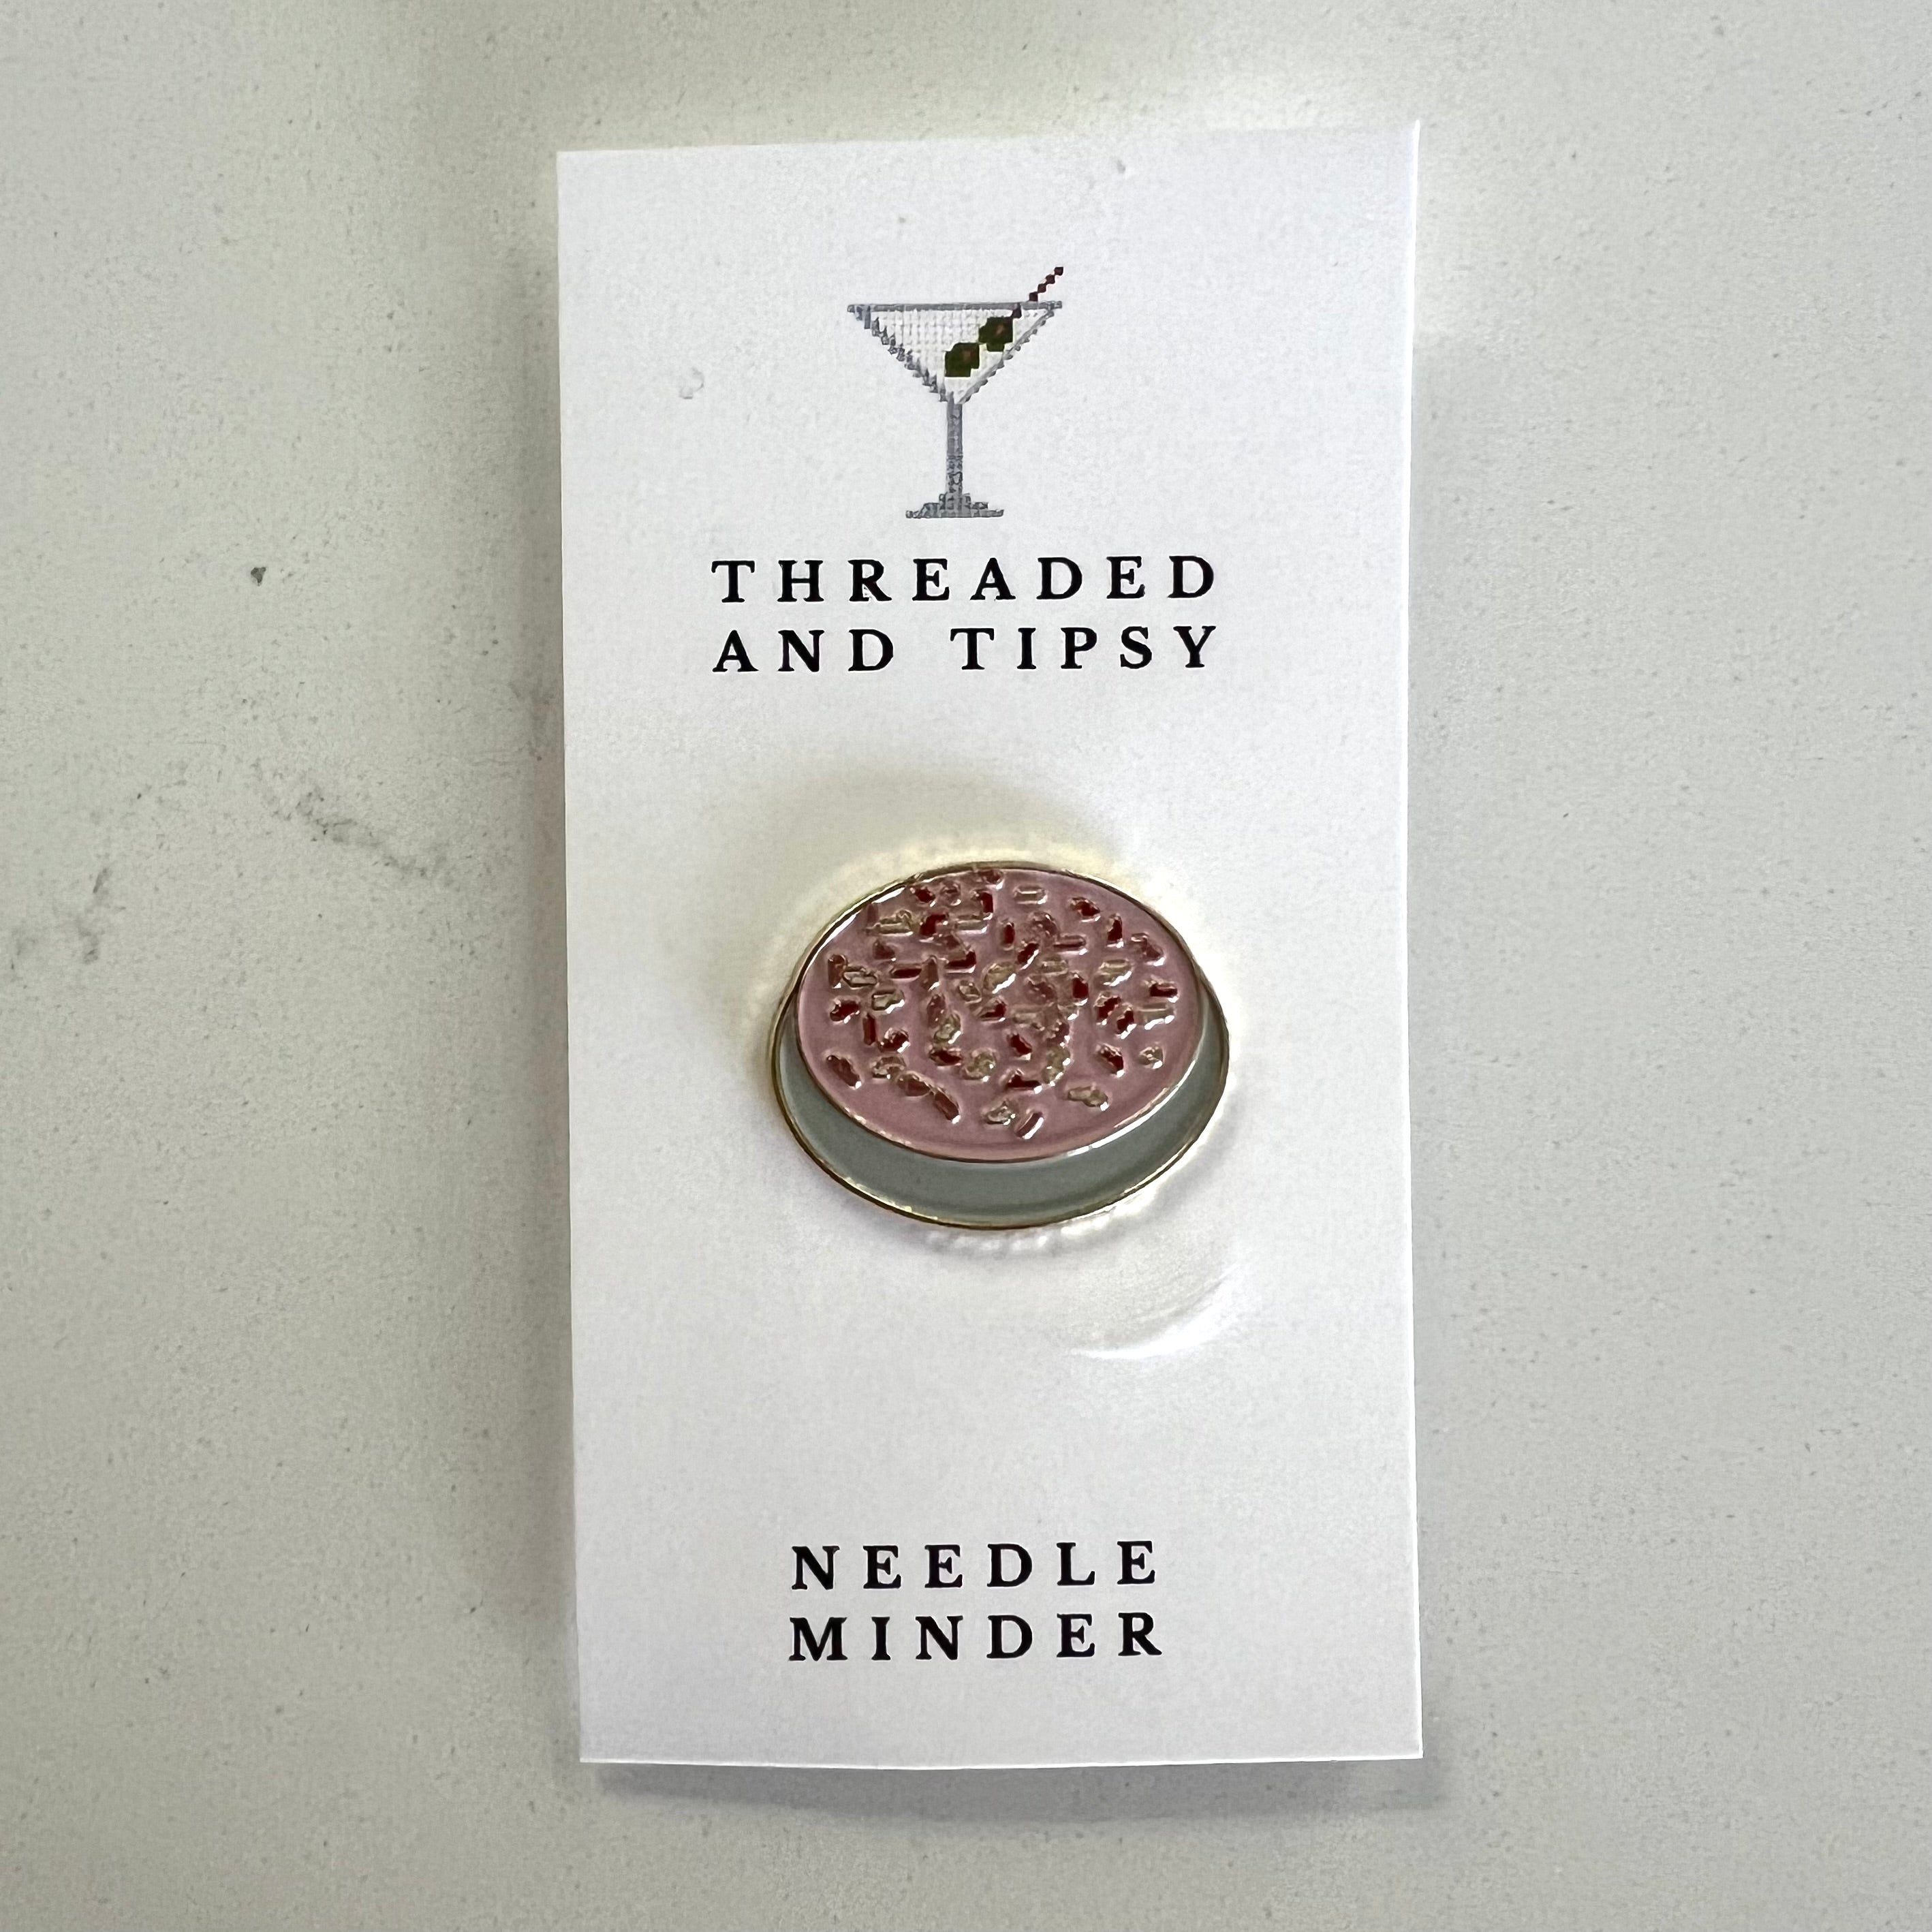 THREADED
AND TIPSY
NEEDLE
MINDER